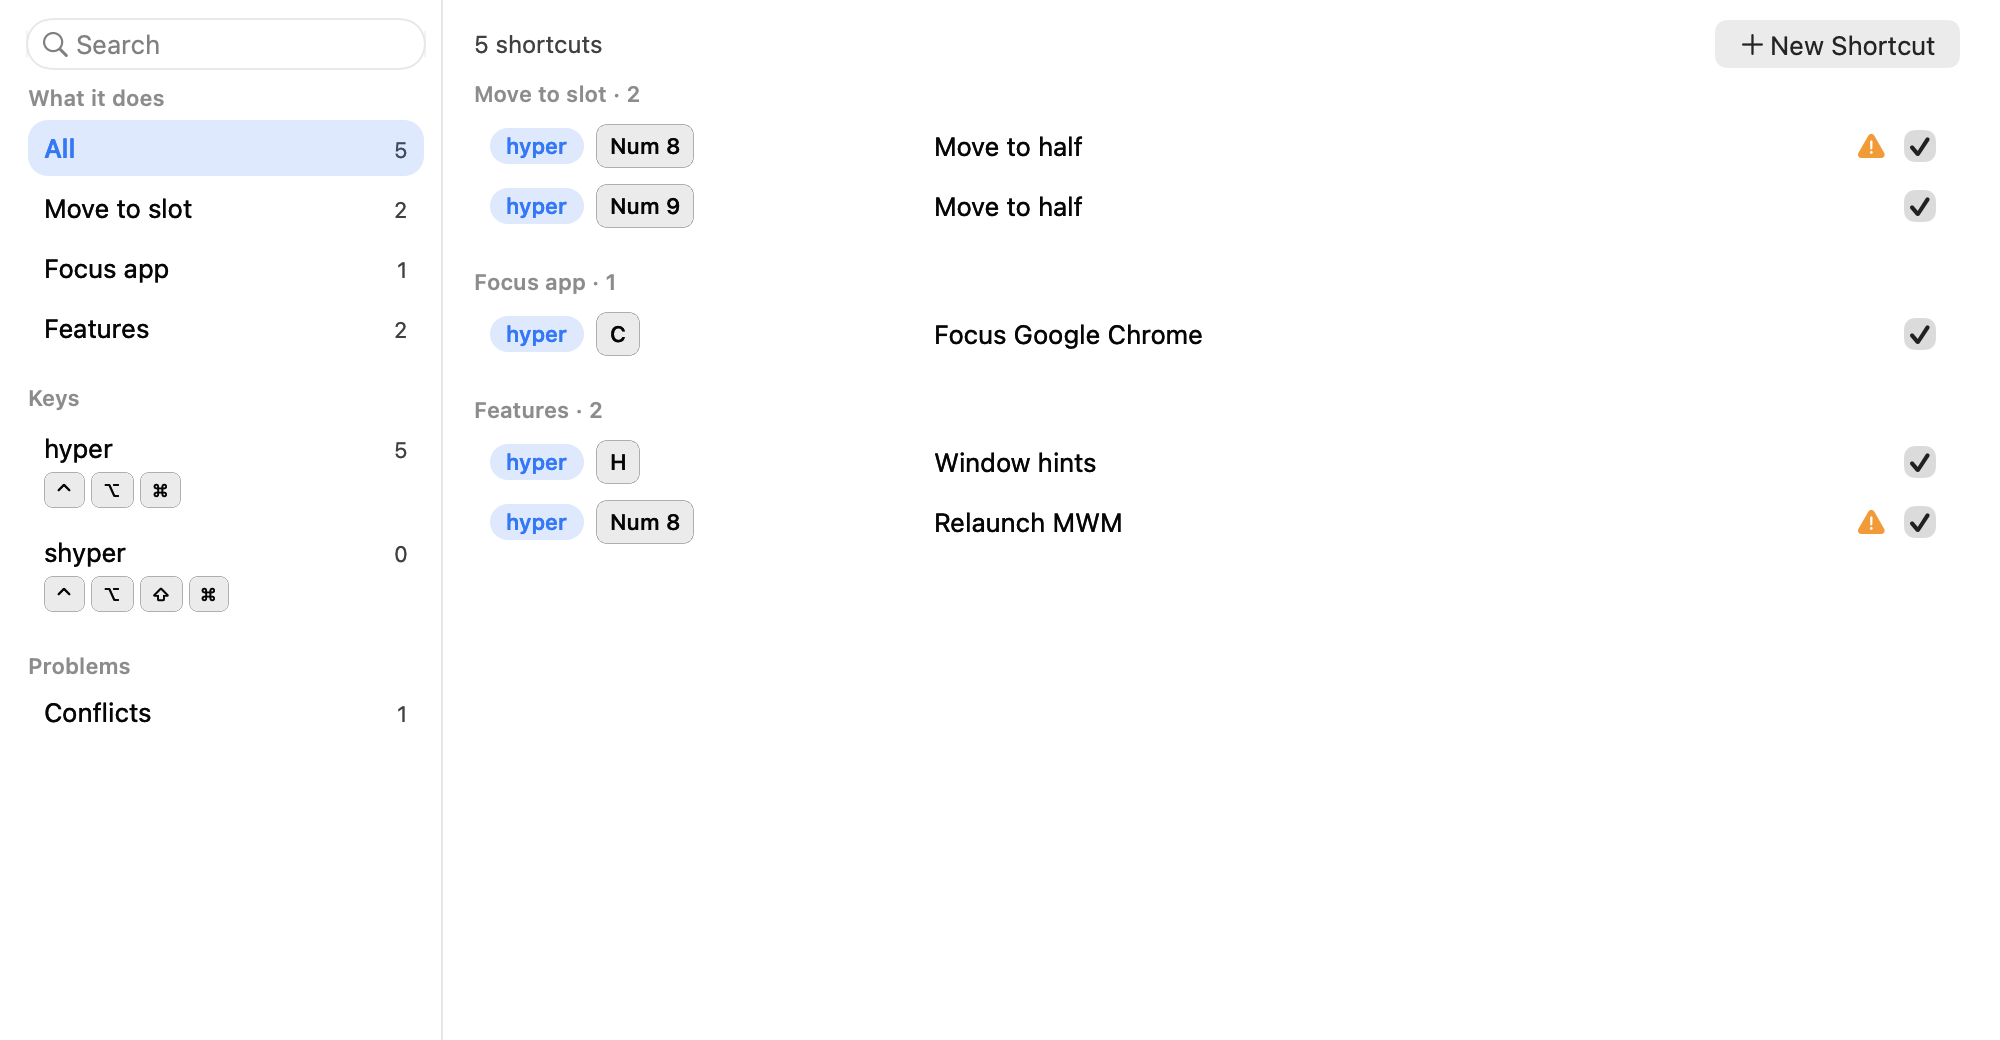 Search
What it does
All 5
Move to slot 2
Focus app 1
Features 2
Keys
hyper 5
^ ⌥ ⌘
shyper 0
^ ⌥ ⇧ ⌘
Problems
Conflicts 1
5 shortcuts
+ New Shortcut
Move to slot · 2
hyper Num 8 Move to half
hyper Num 9 Move to half
Focus app · 1
hyper C Focus Google Chrome
Features · 2
hyper H Window hints
hyper Num 8 Relaunch MWM